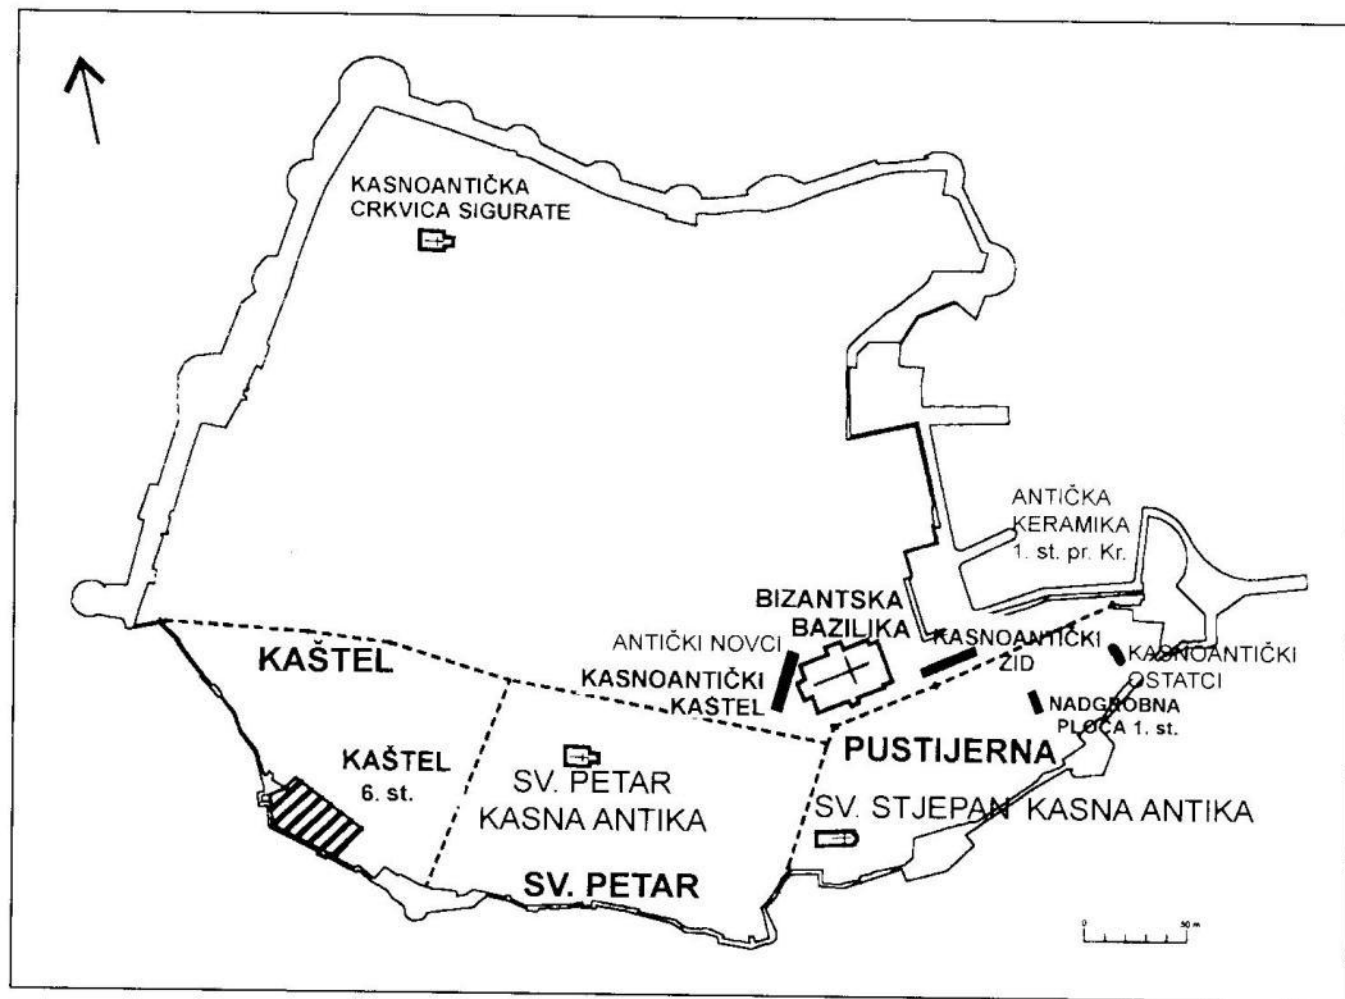 KASNOANTIČKA
CRKVICA SIGURATE
ANTIČKA
KERAMIKA
1. st. pr. Kr.
BIZANTSKA
BAZILIKA
ANTIČKI NOVCI
KASNOANTIČKI
KAŠTEL
KASNOANTIČKI
ZID
KASNOANTIČKI
OSTATCI
NADGROBNA
PLOČA 1. st.
KAŠTEL
KAŠTEL
6. st.
SV. PETAR
KASNA ANTIKA
SV. PETAR
PUSTIJERNA
SV. STJEPAN KASNA ANTIKA
0 50 m